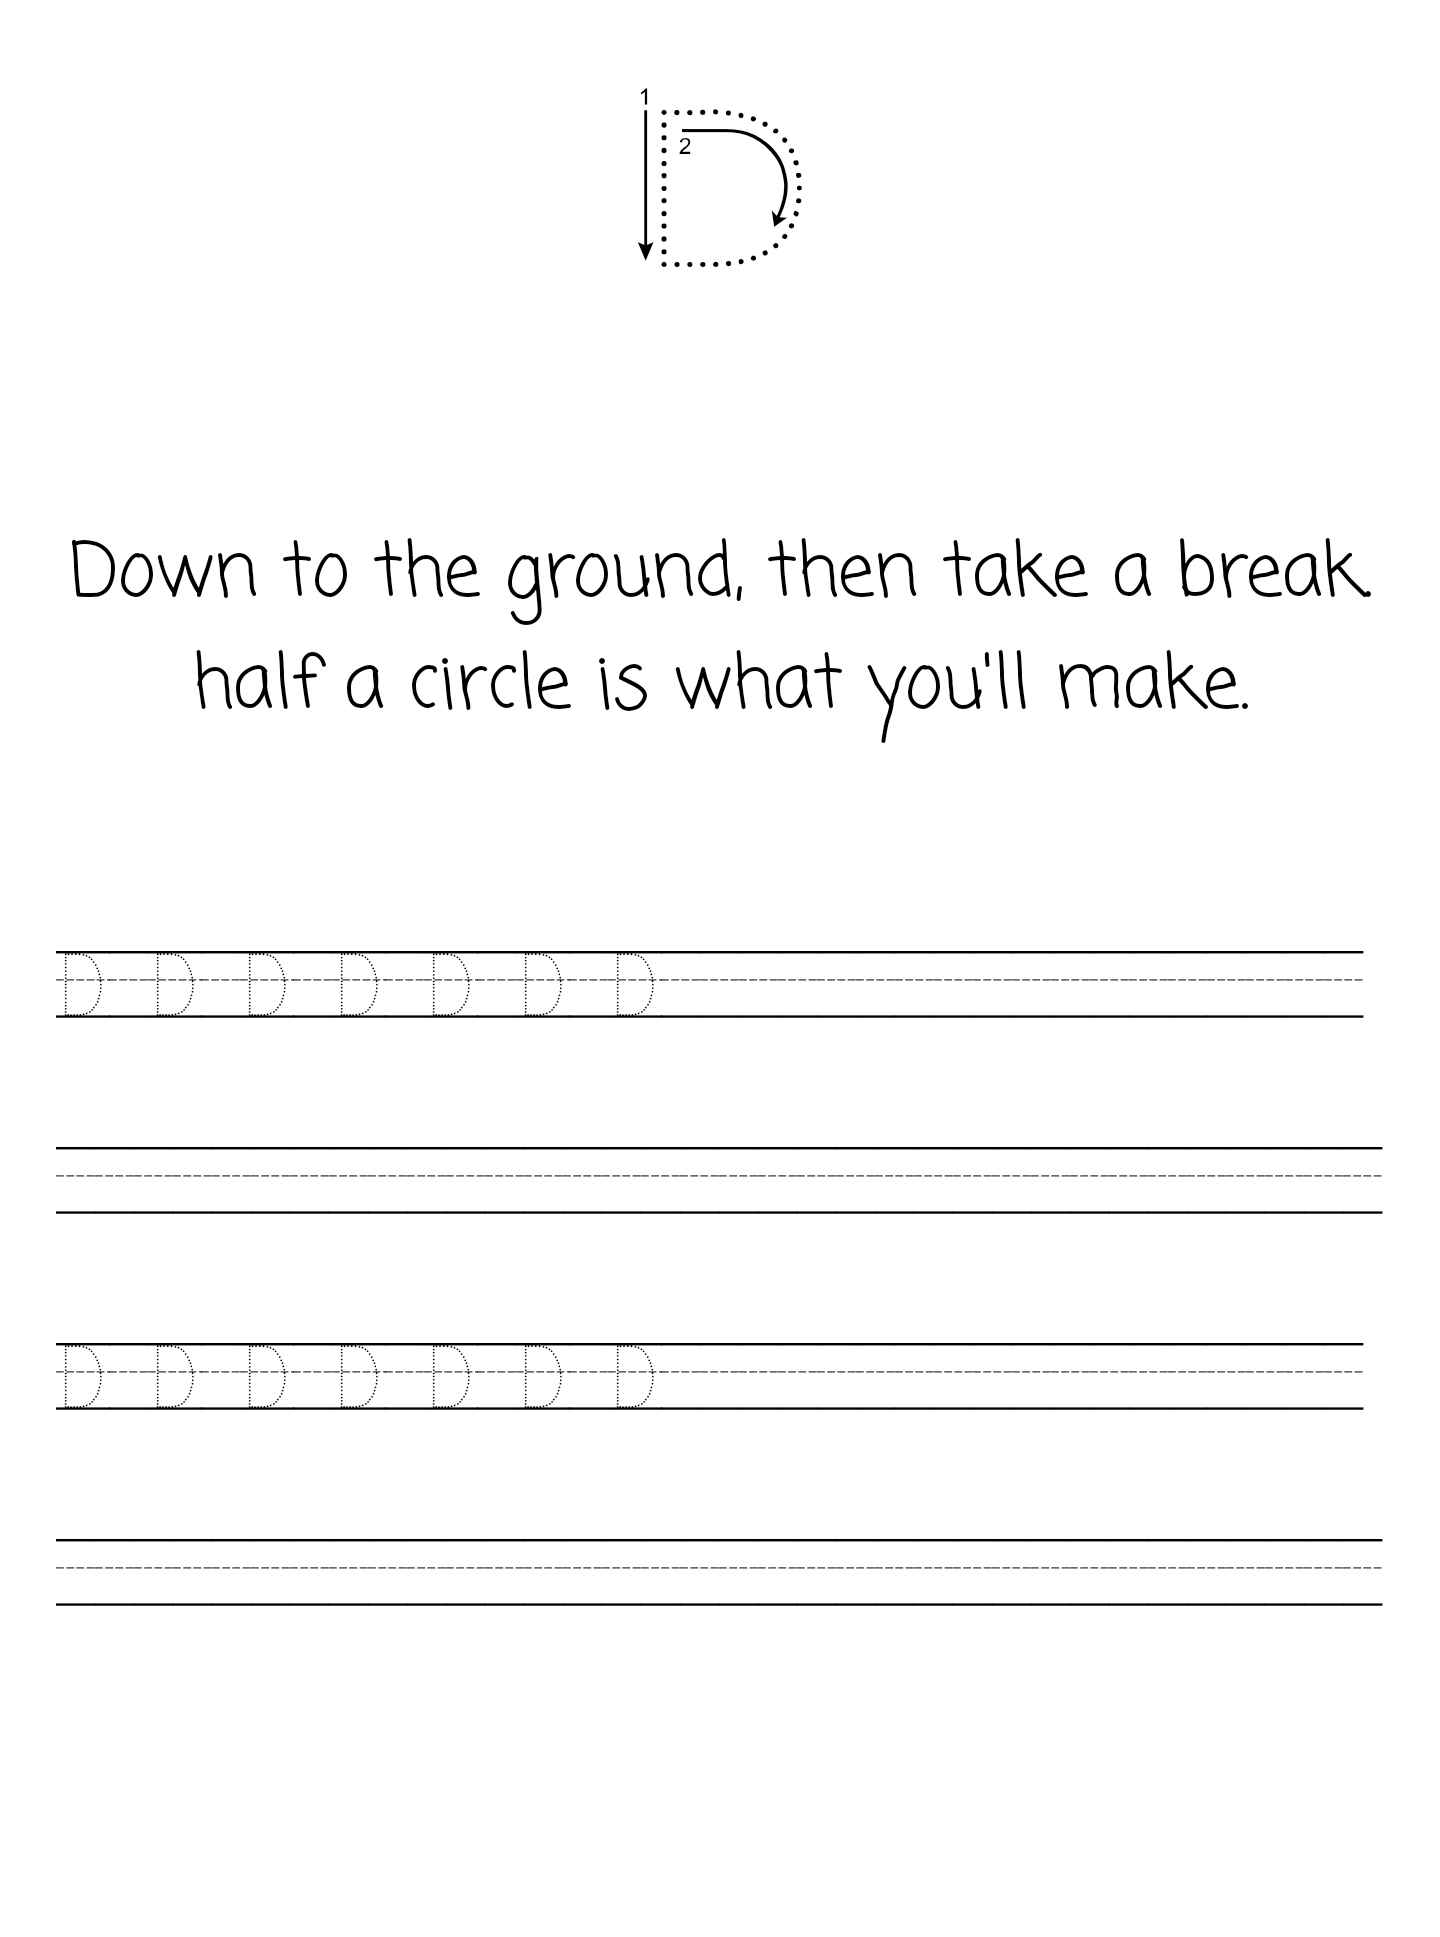 1
2
D
Down to the ground, then take a break.
half a circle is what you'll make.
D D D D D D D
D D D D D D D